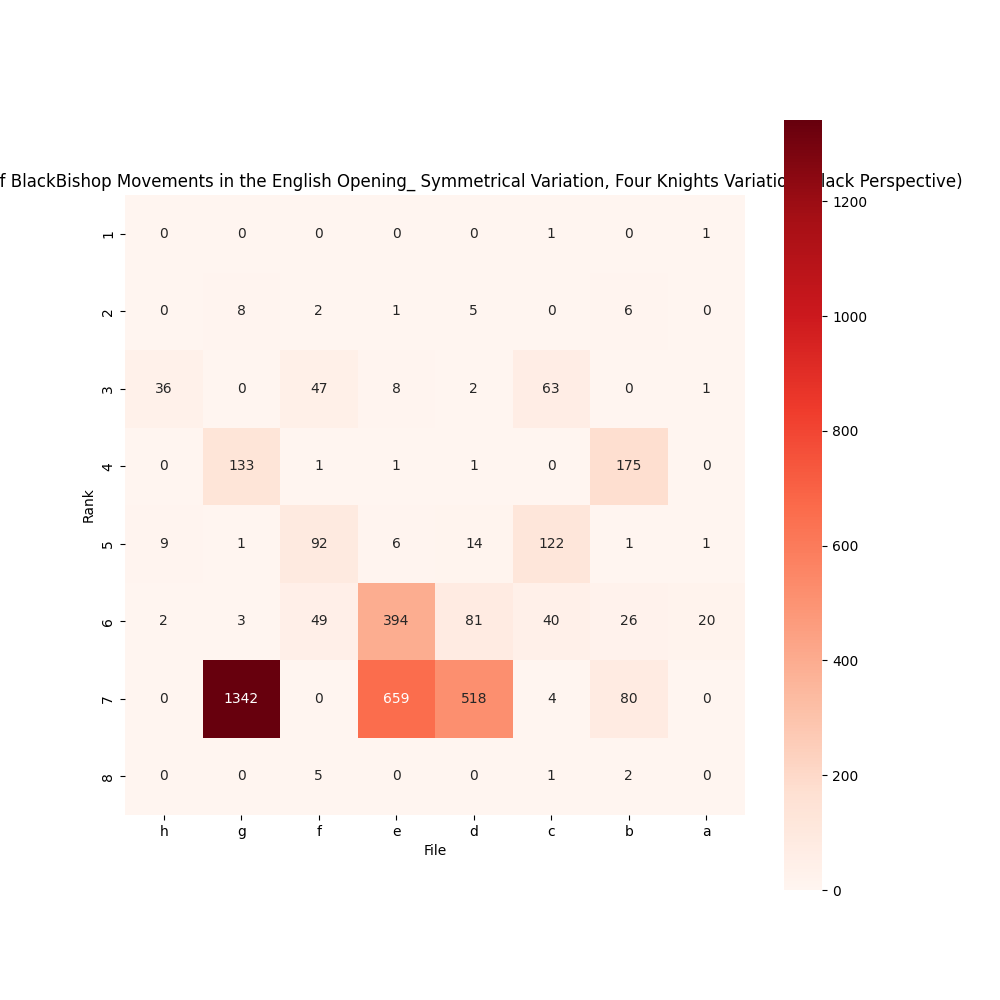 f BlackBishop Movements in the English Opening_ Symmetrical Variation, Four Knights Variatio lack Perspective)
1 0 0 0 0 0 1 0 1
2 0 8 2 1 5 0 6 0
3 36 0 47 8 2 63 0 1
4 0 133 1 1 1 0 175 0
5 9 1 92 6 14 122 1 1
6 2 3 49 394 81 40 26 20
7 0 1342 0 659 518 4 80 0
8 0 0 5 0 0 1 2 0
h g f e d c b a
File
Rank
1200
1000
800
600
400
200
0